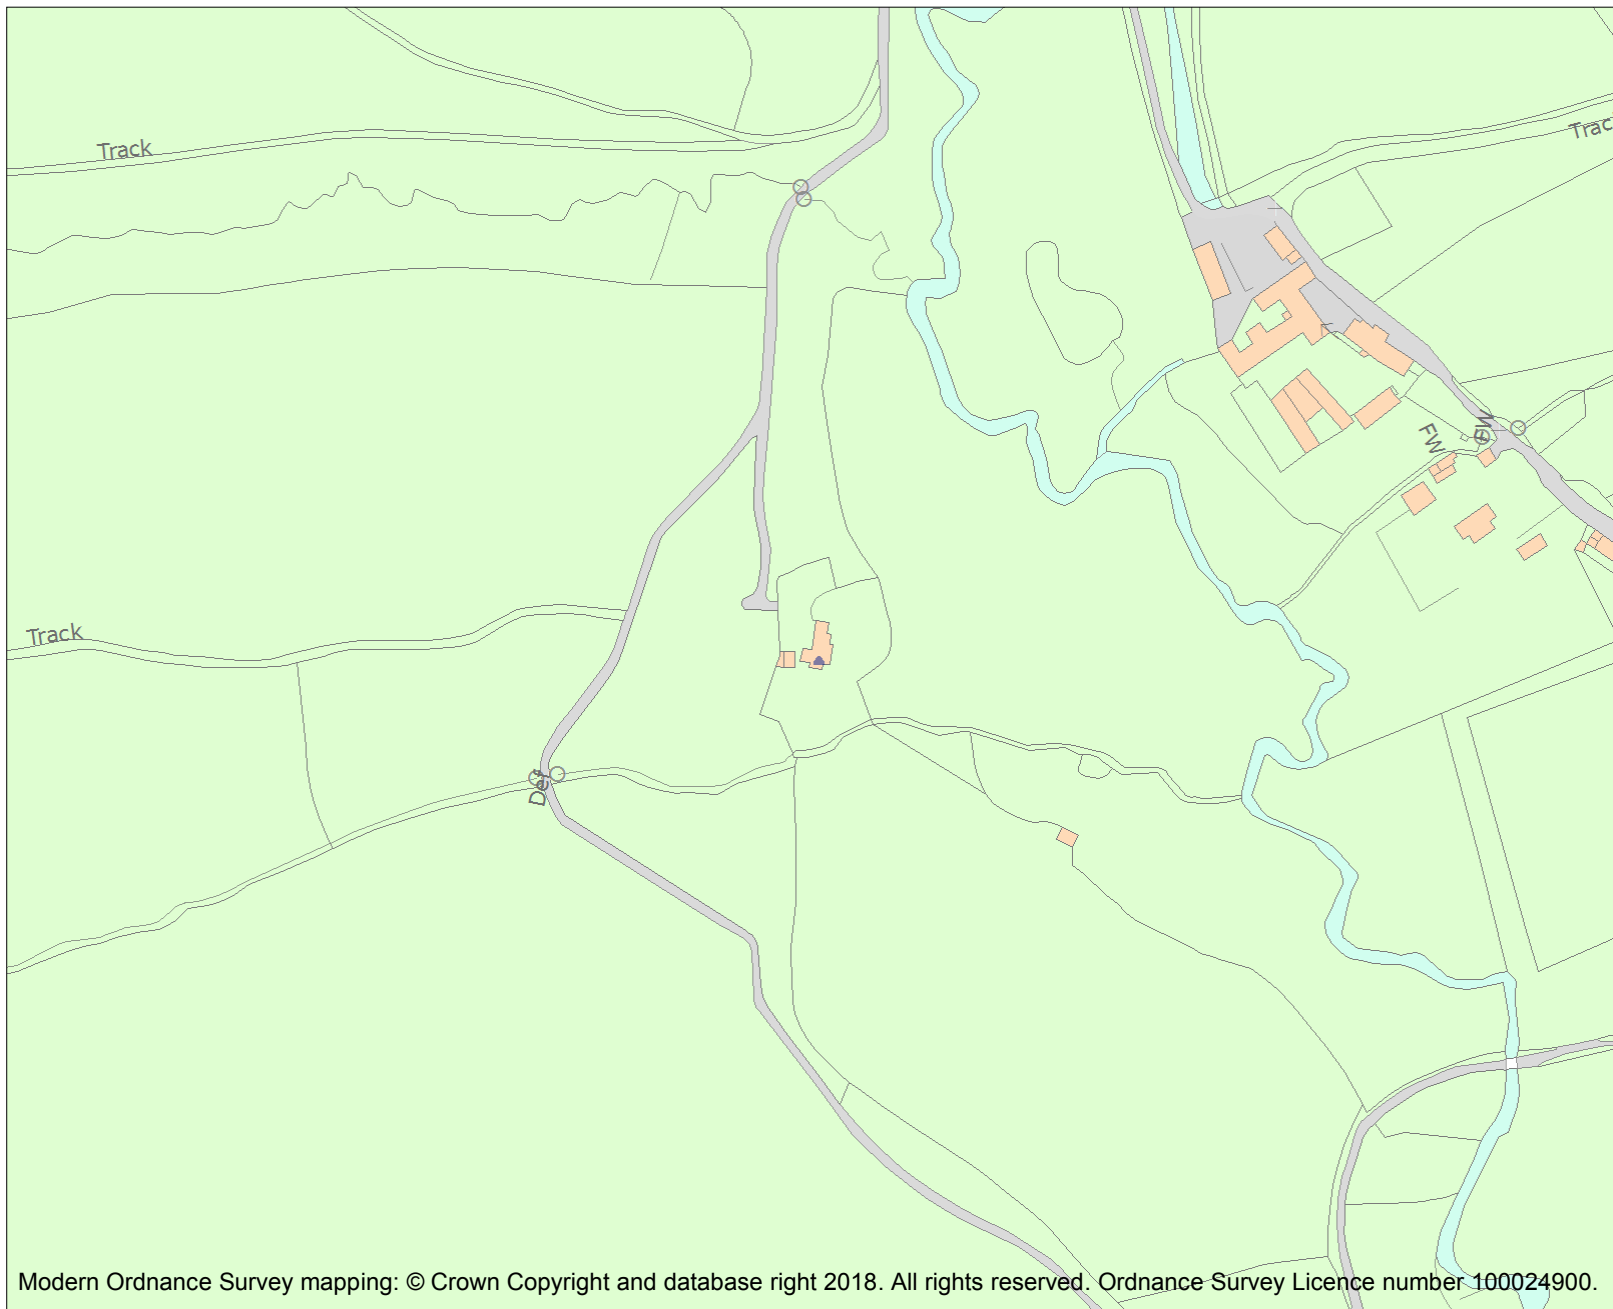 Track
Trac
FW
FW
Track
Def
Modern Ordnance Survey mapping: © Crown Copyright and database right 2018. All rights reserved. Ordnance Survey Licence number 100024900.